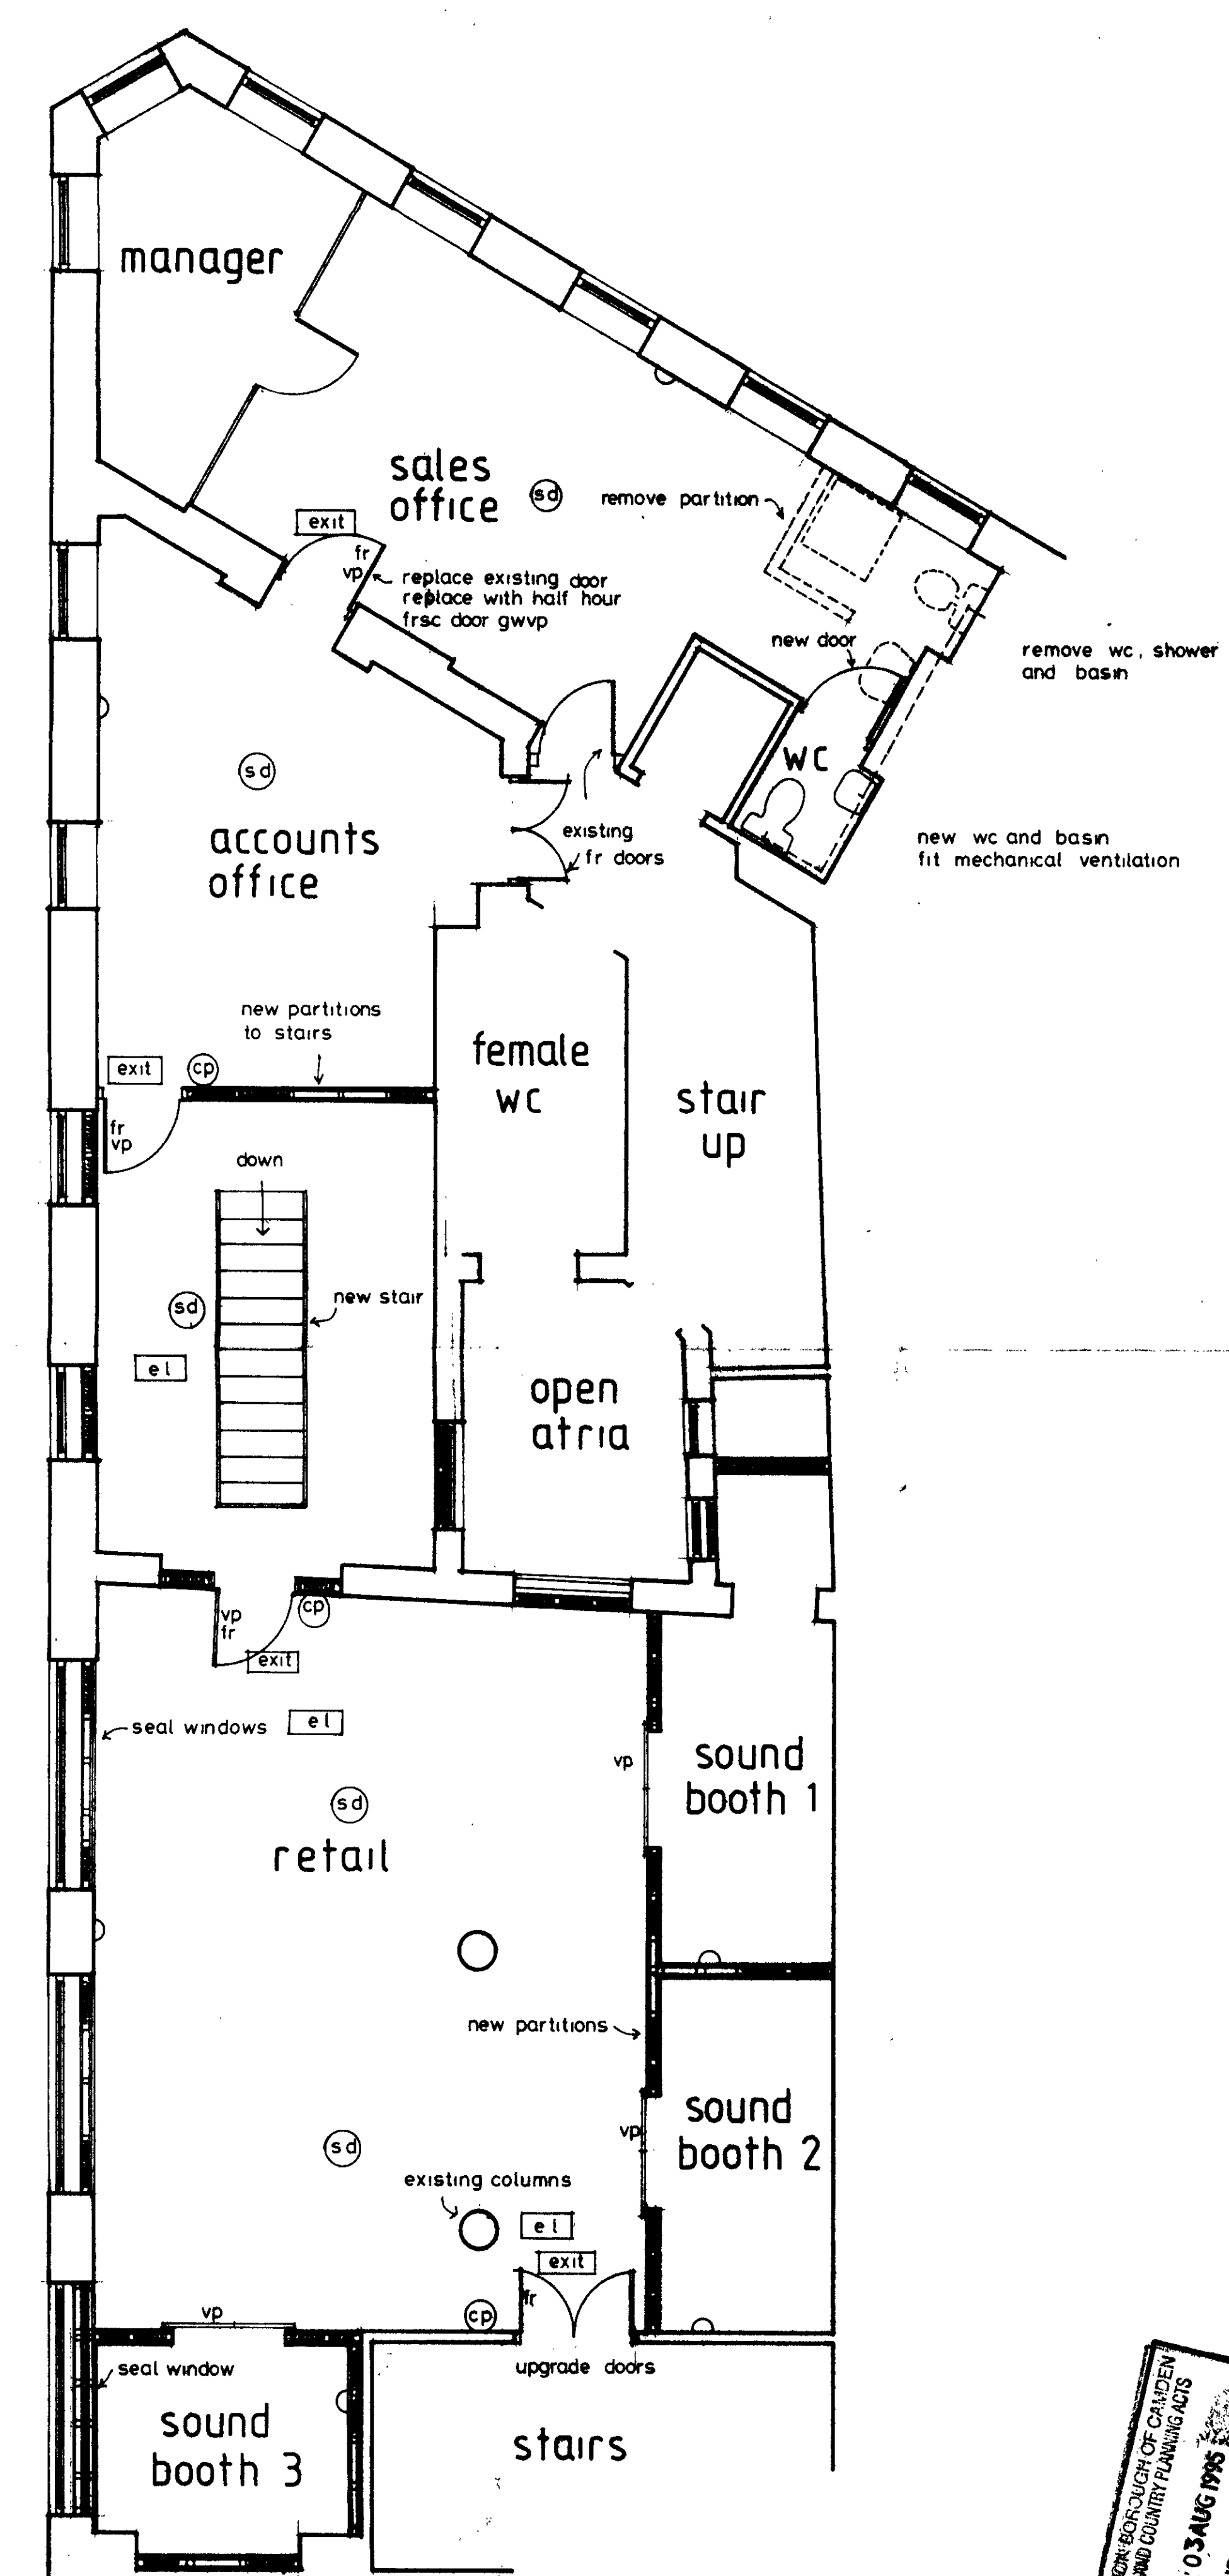 manager
sales
office
sd
remove partition
exit
fr
vp
replace existing door
replace with half hour
frsc door gwvp
new door
remove wc, shower
and basin
wc
sd
accounts
office
existing
fr doors
new wc and basin
fit mechanical ventilation
new partitions
to stairs
exit
cp
female
wc
stair
up
fr
vp
down
sd
new stair
el
open
atria
vp
fr
cp
exit
seal windows
el
sound
booth 1
vp
sd
retail
new partitions
sound
booth 2
vp
sd
existing columns
el
exit
fr
cp
vp
upgrade doors
seal window
sound
booth 3
stairs
BOROUGH OF CAMDEN
AND COUNTRY PLANNING ACTS
03 AUG 1995